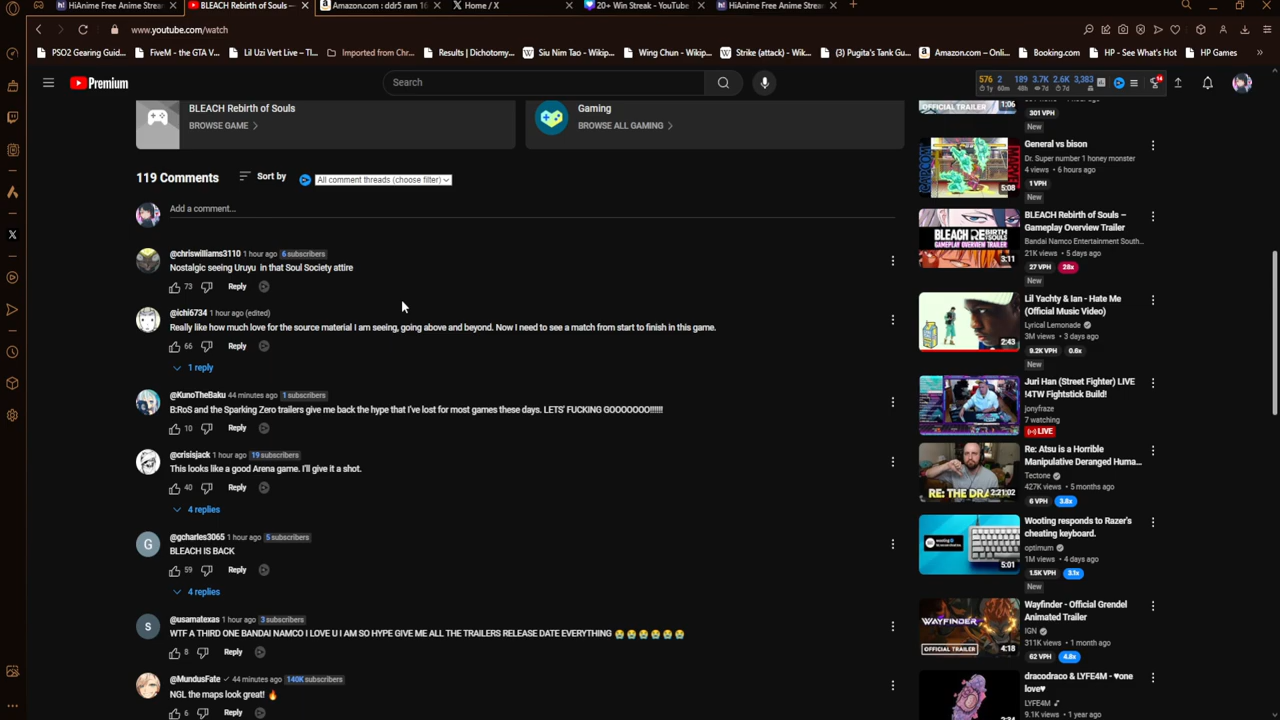 HiAnime Free Anime Stream
BLEACH Rebirth of Souls –
Amazon.com : ddr5 ram 16
Home / X
20+ Win Streak - YouTube
HiAnime Free Anime Stream
www.youtube.com/watch
PSO2 Gearing Guid...
FiveM - the GTA V...
Lil Uzi Vert Live – Tl...
Imported from Chr...
Results | Dichotomy...
Siu Nim Tao - Wikip...
Wing Chun - Wikip...
Strike (attack) - Wiki...
(3) Pugita's Tank Gu...
Amazon.com – Onli...
Booking.com
HP - See What's Hot
HP Games
Premium
Search
576 2 189 3.7K 2.6K 3,383
1y 60m 48h 7d 7d
14
BLEACH Rebirth of Souls
BROWSE GAME
Gaming
BROWSE ALL GAMING
119 Comments
Sort by
All comment threads (choose filter)
Add a comment...
@chriswilliams3110 1 hour ago 6 subscribers
Nostalgic seeing Uruyu in that Soul Society attire
73 Reply
@ichi6734 1 hour ago (edited)
Really like how much love for the source material I am seeing, going above and beyond. Now I need to see a match from start to finish in this game.
66 Reply
1 reply
@KunoTheBaku 44 minutes ago 1 subscribers
B:RoS and the Sparking Zero trailers give me back the hype that I've lost for most games these days. LETS' FUCKING GOOOOOOO!!!!!!
10 Reply
@crisisjack 1 hour ago 19 subscribers
This looks like a good Arena game. I'll give it a shot.
40 Reply
4 replies
G
@gcharles3065 1 hour ago 5 subscribers
BLEACH IS BACK
59 Reply
4 replies
S
@usamatexas 1 hour ago 3 subscribers
WTF A THIRD ONE BANDAI NAMCO I LOVE U I AM SO HYPE GIVE ME ALL THE TRAILERS RELEASE DATE EVERYTHING 😭😭😭😭😭😭
8 Reply
@MundusFate 44 minutes ago 140K subscribers
NGL the maps look great! 🔥
6 Reply
OFFICIAL TRAILER
1:06
301 VPH
New
CAPCOM
5:08
General vs bison
Dr. Super number 1 honey monster
4 views • 6 hours ago
1 VPH
New
BLEACH REBIRTH OF SOULS
GAMEPLAY OVERVIEW TRAILER
3:11
BLEACH Rebirth of Souls –
Gameplay Overview Trailer
Bandai Namco Entertainment South...
21K views • 5 days ago
27 VPH 28x
New
2:43
Lil Yachty & Ian - Hate Me
(Official Music Video)
Lyrical Lemonade
3M views • 3 days ago
9.2K VPH 0.6x
New
Juri Han (Street Fighter) LIVE
!4TW Fightstick Build!
jonyfraze
7 watching
LIVE
RE: THE DRA
2:21:02
Re: Atsu is a Horrible
Manipulative Deranged Huma...
Tectone
427K views • 5 months ago
6 VPH 3.8x
5:01
Wooting responds to Razer's
cheating keyboard.
optimum
1M views • 4 days ago
1.5K VPH 3.1x
New
WAYFINDER
OFFICIAL TRAILER
4:18
Wayfinder - Official Grendel
Animated Trailer
IGN
311K views • 1 month ago
62 VPH 4.8x
2:34
dracodraco & LYFE4M - ♥one
love♥
LYFE4M
9.1K views • 1 year ago